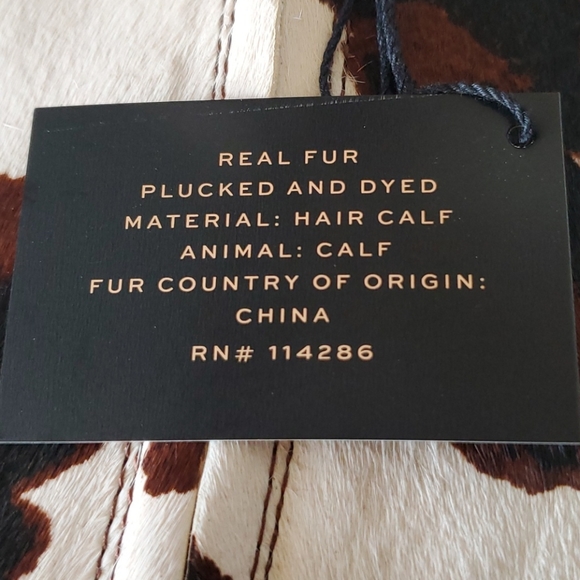 REAL FUR
PLUCKED AND DYED
MATERIAL: HAIR CALF
ANIMAL: CALF
FUR COUNTRY OF ORIGIN:
CHINA
RN# 114286